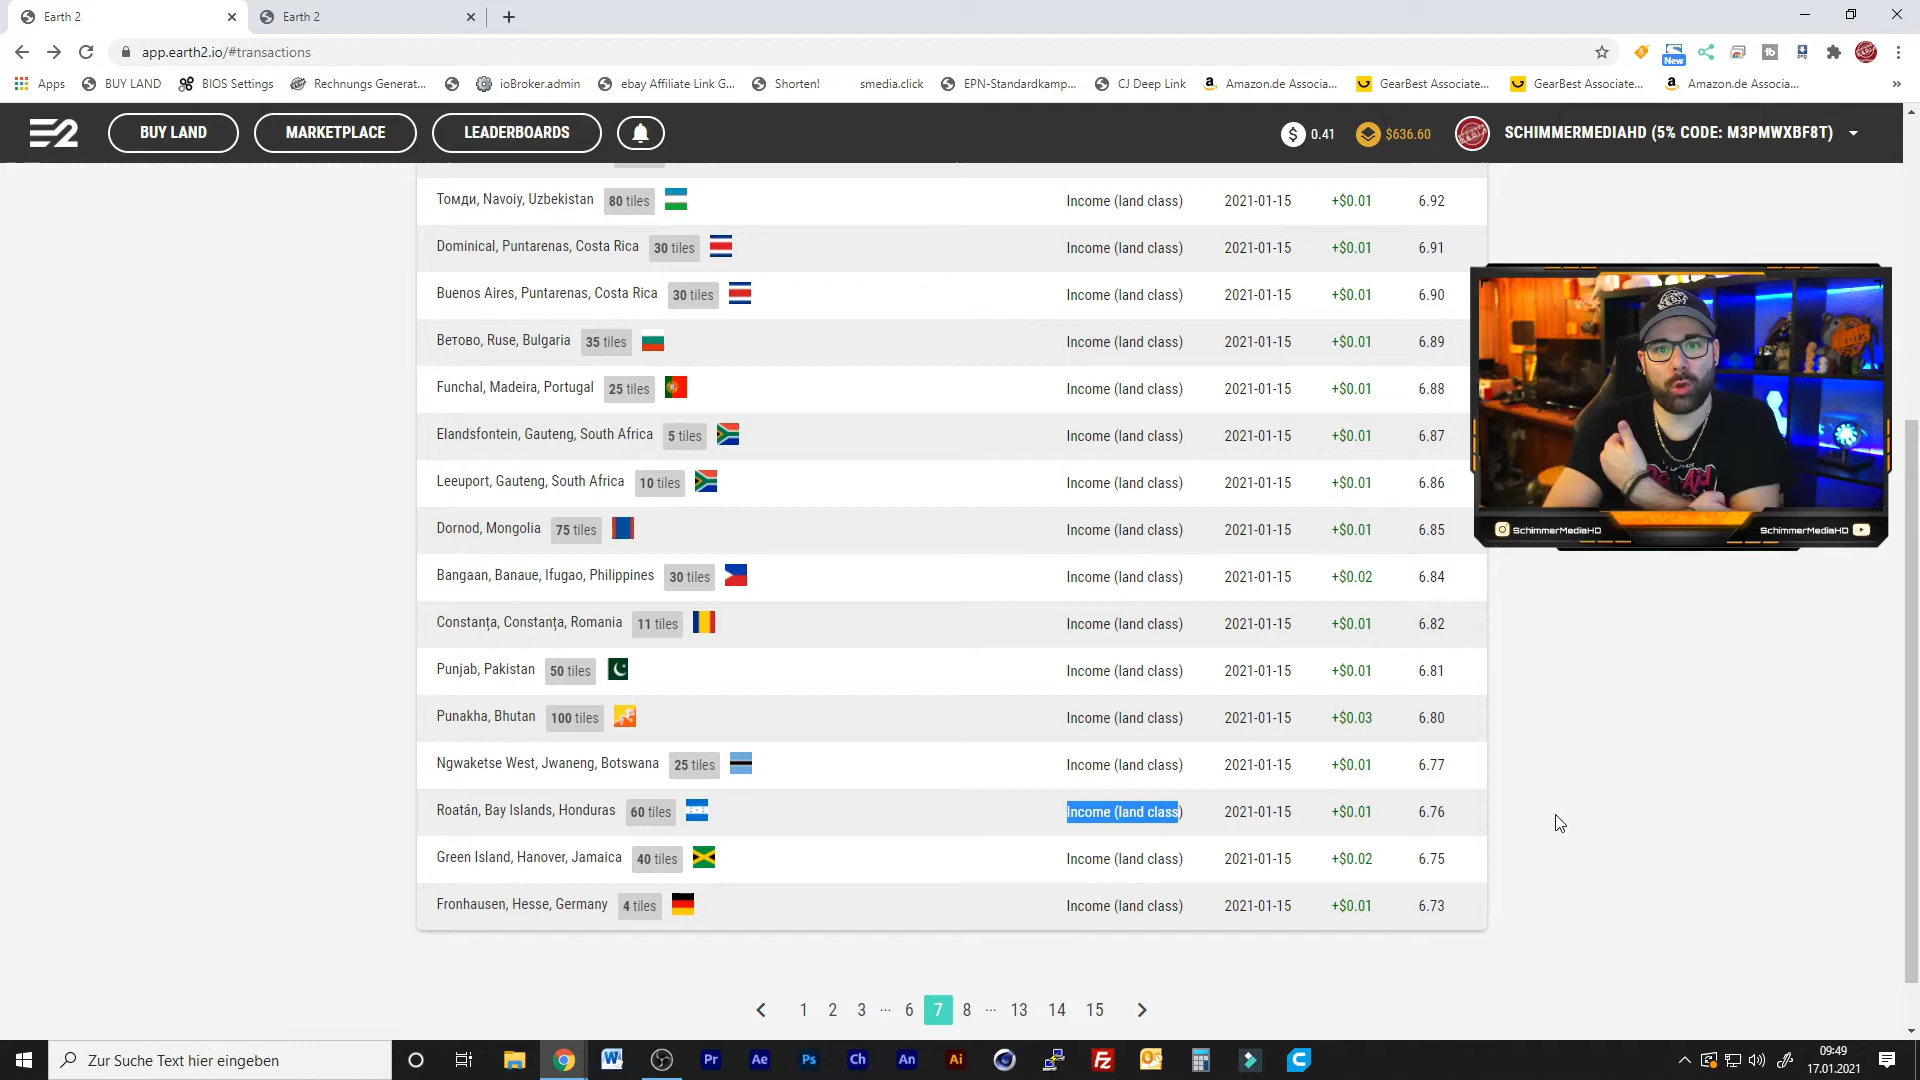 Earth 2
Earth 2
app.earth2.io/#transactions
New
Apps
BUY LAND
BIOS Settings
Rechnungs Generat...
ioBroker.admin
ebay Affiliate Link G...
Shorten!
smedia.click
EPN-Standardkamp...
CJ Deep Link
Amazon.de Associa...
GearBest Associate...
GearBest Associate...
Amazon.de Associa...
BUY LAND
MARKETPLACE
LEADERBOARDS
0.41
$636.60
SCHIMMERMEDIAHD (5% CODE: M3PMWXBF8T)
Томди, Navoiy, Uzbekistan 80 tiles Income (land class) 2021-01-15 +$0.01 6.92
Dominical, Puntarenas, Costa Rica 30 tiles Income (land class) 2021-01-15 +$0.01 6.91
Buenos Aires, Puntarenas, Costa Rica 30 tiles Income (land class) 2021-01-15 +$0.01 6.90
Ветово, Ruse, Bulgaria 35 tiles Income (land class) 2021-01-15 +$0.01 6.89
Funchal, Madeira, Portugal 25 tiles Income (land class) 2021-01-15 +$0.01 6.88
Elandsfontein, Gauteng, South Africa 5 tiles Income (land class) 2021-01-15 +$0.01 6.87
Leeuport, Gauteng, South Africa 10 tiles Income (land class) 2021-01-15 +$0.01 6.86
Dornod, Mongolia 75 tiles Income (land class) 2021-01-15 +$0.01 6.85
Bangaan, Banaue, Ifugao, Philippines 30 tiles Income (land class) 2021-01-15 +$0.02 6.84
Constanța, Constanța, Romania 11 tiles Income (land class) 2021-01-15 +$0.01 6.82
Punjab, Pakistan 50 tiles Income (land class) 2021-01-15 +$0.01 6.81
Punakha, Bhutan 100 tiles Income (land class) 2021-01-15 +$0.03 6.80
Ngwaketse West, Jwaneng, Botswana 25 tiles Income (land class) 2021-01-15 +$0.01 6.77
Roatán, Bay Islands, Honduras 60 tiles Income (land class) 2021-01-15 +$0.01 6.76
Green Island, Hanover, Jamaica 40 tiles Income (land class) 2021-01-15 +$0.02 6.75
Fronhausen, Hesse, Germany 4 tiles Income (land class) 2021-01-15 +$0.01 6.73
SchimmerMediaHD
SchimmerMediaHD
1 2 3 ... 6 7 8 ... 13 14 15
Zur Suche Text hier eingeben
Pr
Ae
Ps
Ch
An
Ai
09:49
17.01.2021